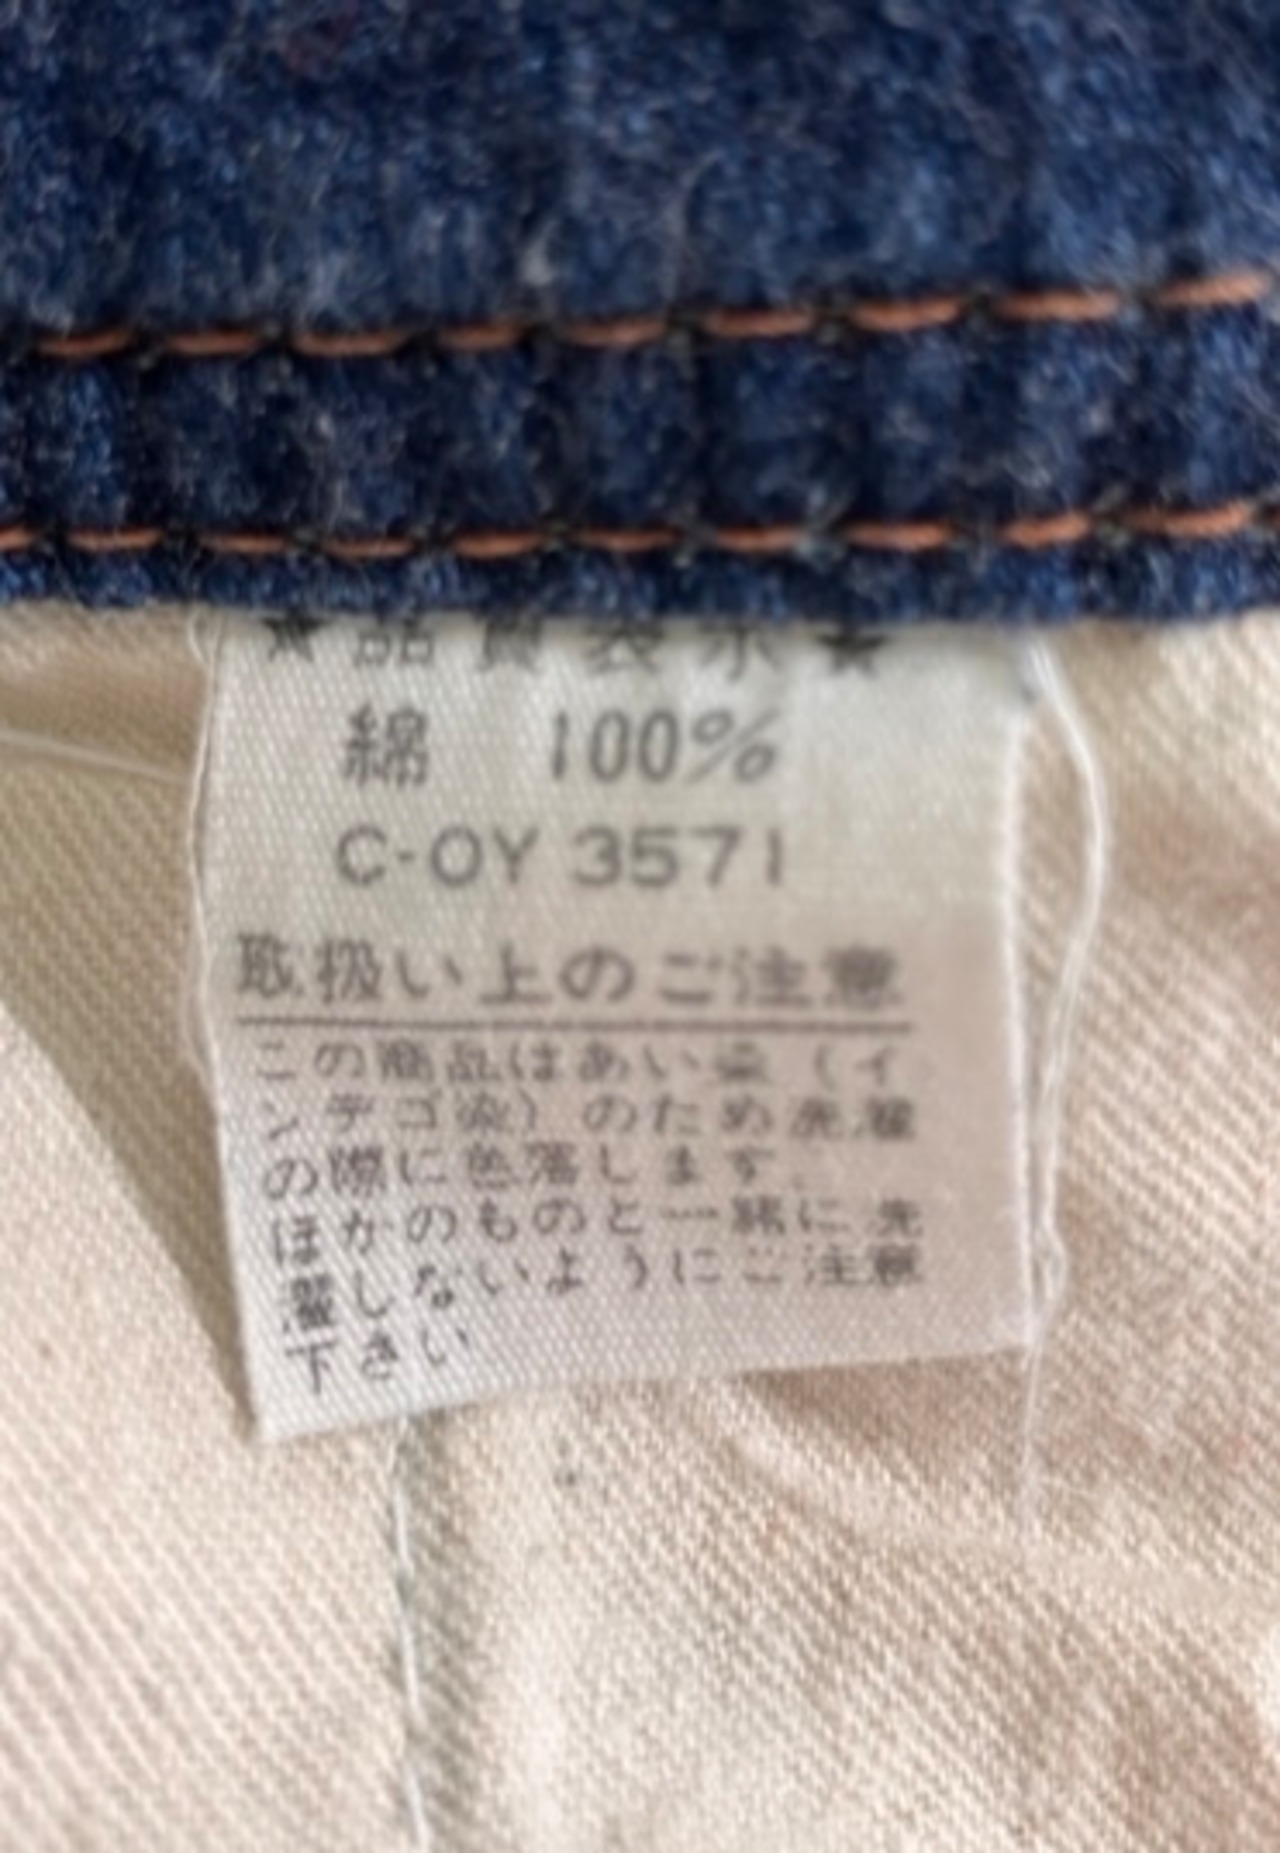 ★品質表示★
綿 100%
C-OY 3571
取扱い上のご注意
この商品はあい染(イ
ンデゴ染)のため洗濯
の際に色落します。
ほかのものと一緒に洗
濯しないようにご注意
下さい